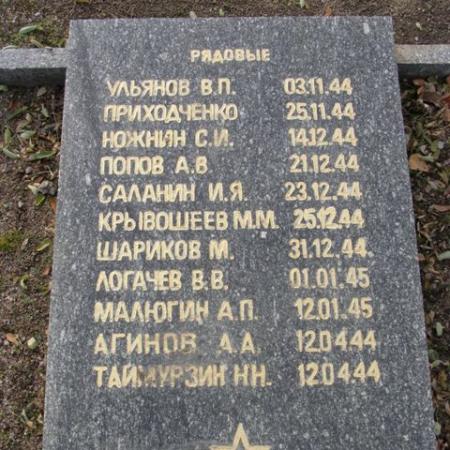 РЯДОВЫЕ
УЛЬЯНОВ В.П. 03.11.44
ПРИХОДЧЕНКО 25.11.44
НОЖНИН С.И. 14.12.44
ПОПОВ А.В 21.12.44
САЛАНИН И.Я. 23.12.44
КРЫВОШЕЕВ М.М. 25.12.44
ШАРИКОВ М. 31.12.44.
ЛОГАЧЕВ В.В. 01.01.45
МАЛЮГИН А.П. 12.01.45
АГИНОВ А.А. 12.04.44
ТАЙМУРЗИН Н.Н. 12.04.44